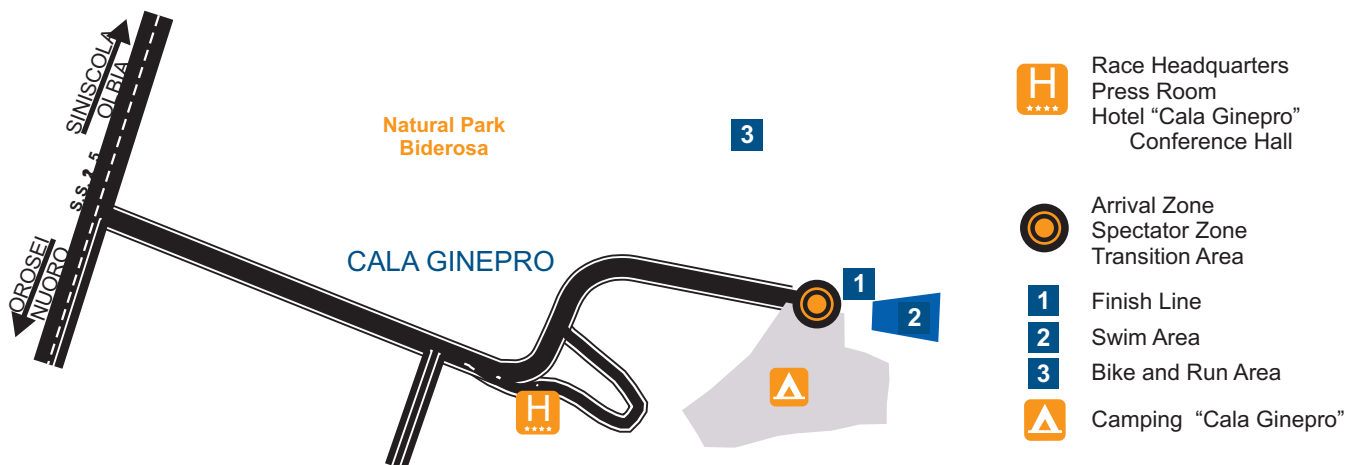 SINISCOLA
OLBIA
S.S. 2 5
OROSEI
NUORO
Natural Park
Biderosa
3
CALA GINEPRO
1
2
H
H
Race Headquarters
Press Room
Hotel “Cala Ginepro”
Conference Hall
Arrival Zone
Spectator Zone
Transition Area
1 Finish Line
2 Swim Area
3 Bike and Run Area
Camping “Cala Ginepro”